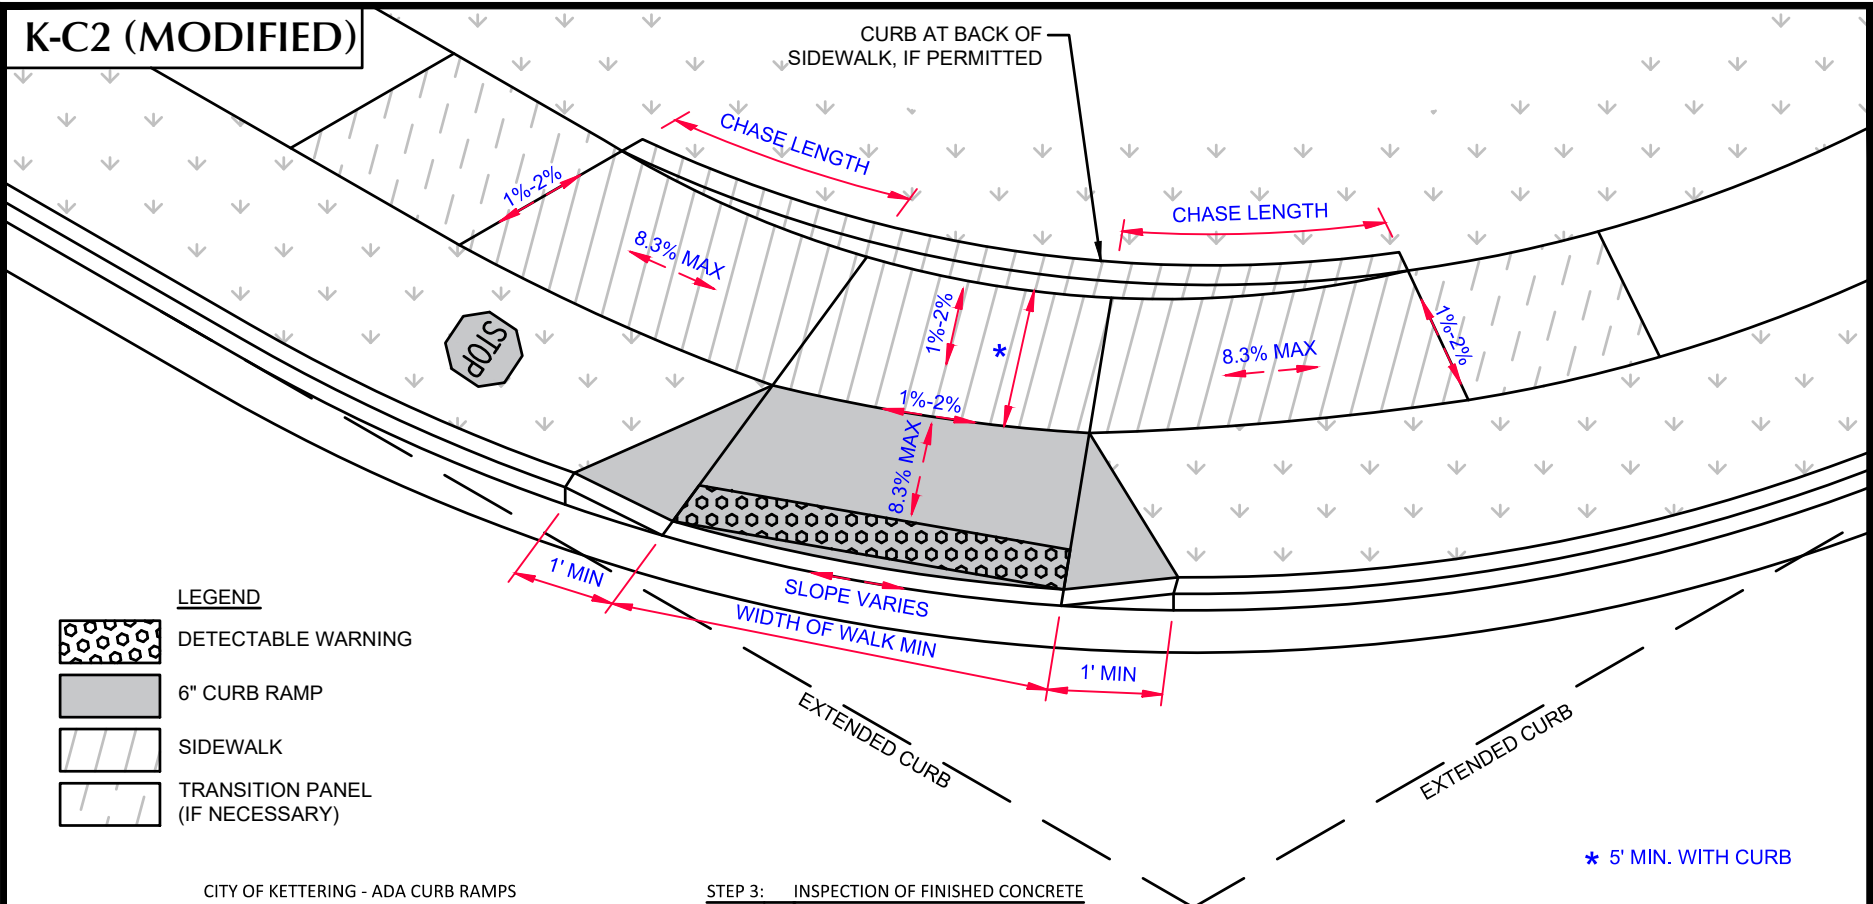 K-C2 (MODIFIED)
CURB AT BACK OF
SIDEWALK, IF PERMITTED
CHASE LENGTH
CHASE LENGTH
1%-2%
8.3% MAX
1%-2%
*
8.3% MAX
1%-2%
STOP
1%-2%
8.3% MAX
1' MIN
SLOPE VARIES
WIDTH OF WALK MIN
1' MIN
EXTENDED CURB
EXTENDED CURB
LEGEND
DETECTABLE WARNING
6" CURB RAMP
SIDEWALK
TRANSITION PANEL
(IF NECESSARY)
* 5' MIN. WITH CURB
CITY OF KETTERING - ADA CURB RAMPS
STEP 3: INSPECTION OF FINISHED CONCRETE